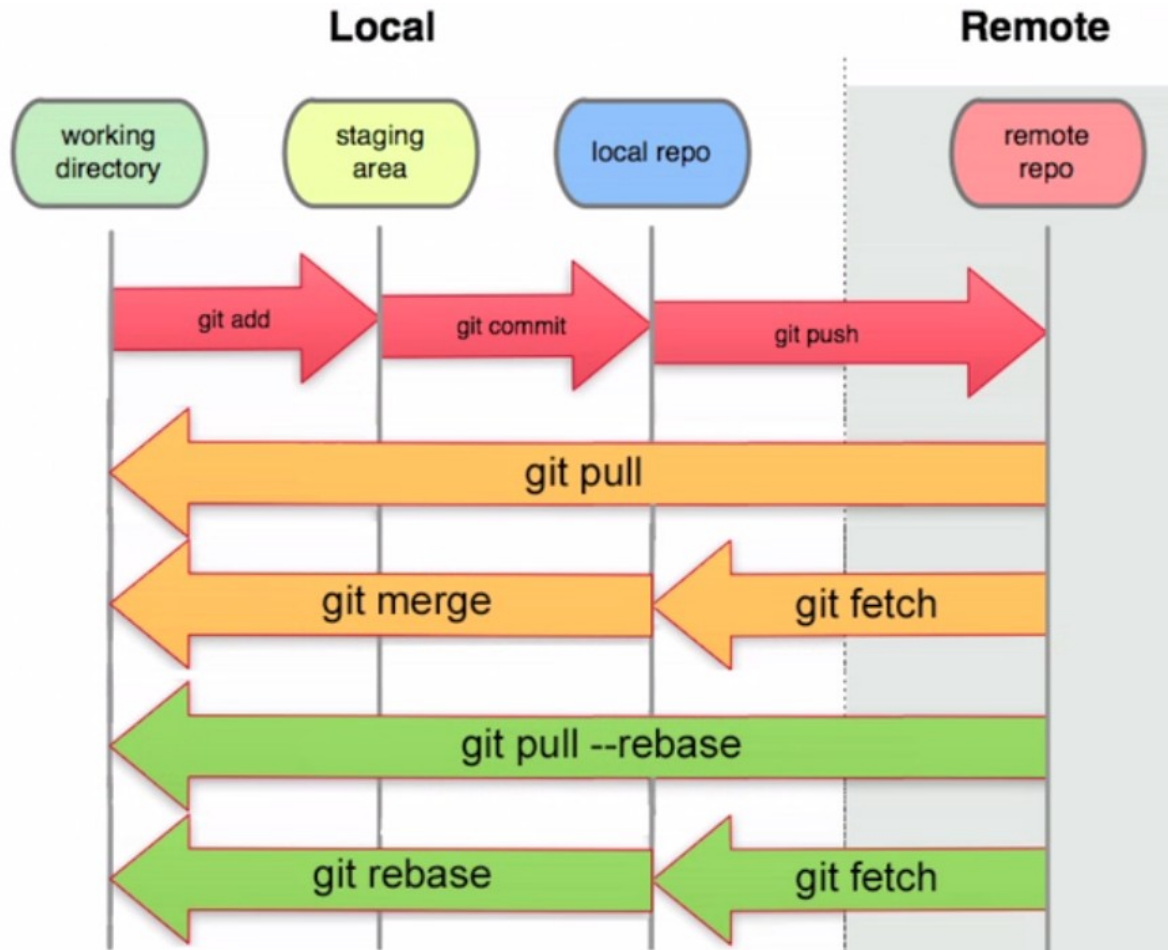 Local
Remote
working
directory
staging
area
local repo
remote
repo
git add
git commit
git push
git pull
git merge
git fetch
git pull --rebase
git rebase
git fetch